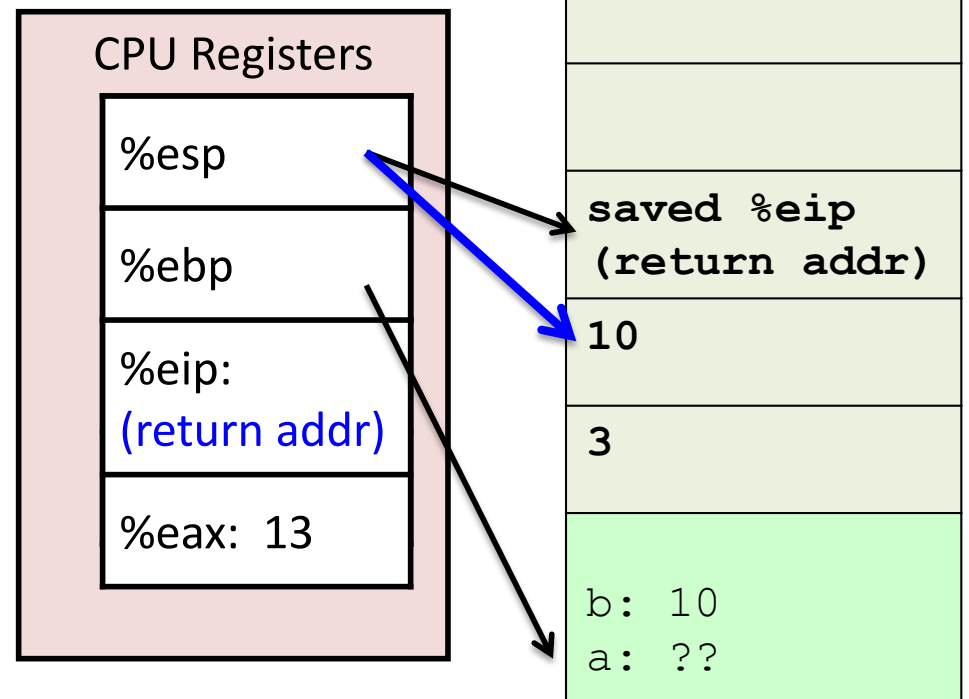 CPU Registers
%esp
%ebp
%eip:
(return addr)
%eax: 13
saved %eip
(return addr)
10
3
b: 10
a: ??